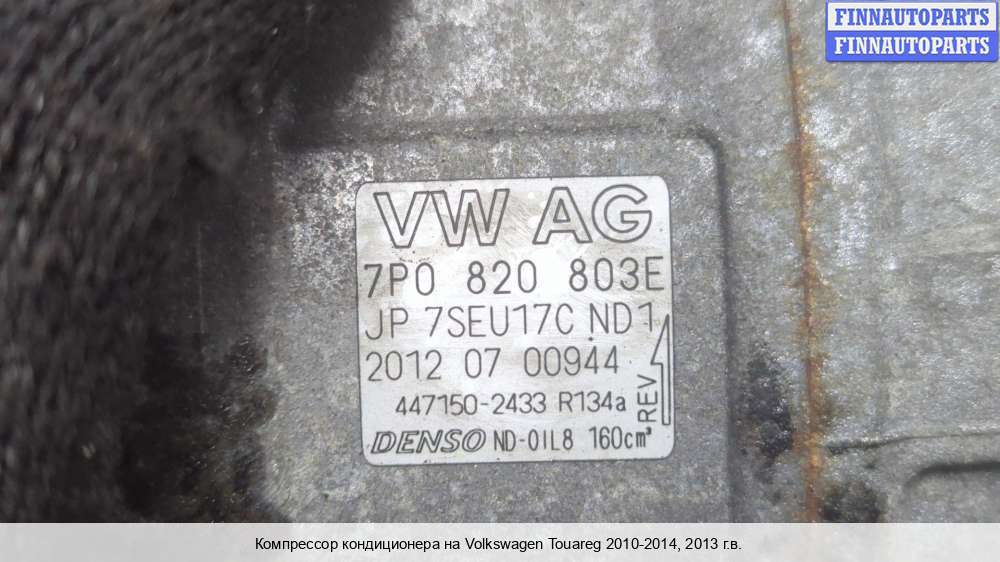 FINNAUTOPARTS
FINNAUTOPARTS
VW AG
7P0 820 803E
JP 7SEU17C ND1
2012 07 00944
447150-2433 R134a
REV
DENSO ND-OIL8 160cm³
Компрессор кондиционера на Volkswagen Touareg 2010-2014, 2013 г.в.